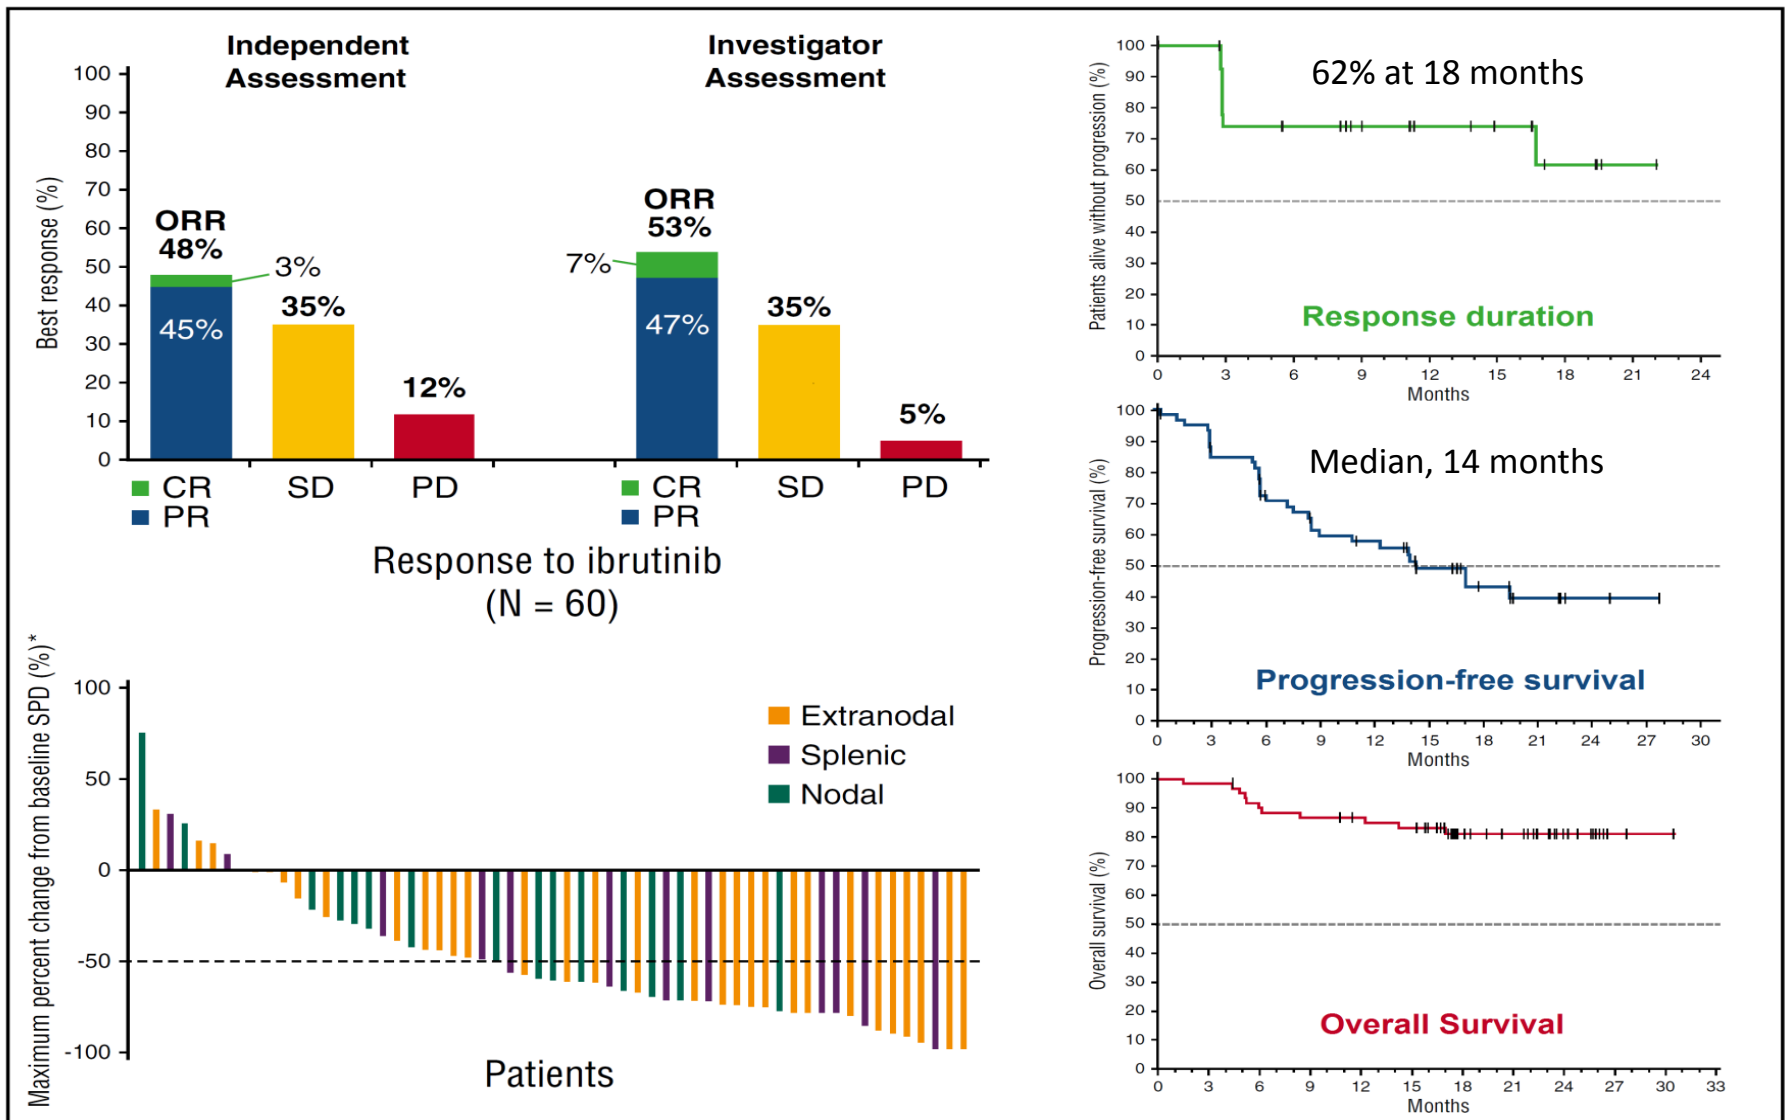 Independent
Assessment
Investigator
Assessment
Best response (%)
100
90
80
70
60
50
40
30
20
10
0
ORR
48%
3%
45%
35%
12%
ORR
53%
7%
47%
35%
5%
CR
PR
SD
PD
CR
PR
SD
PD
Response to ibrutinib
(N = 60)
Maximum percent change from baseline SPD (%)*
100
50
0
-50
-100
Extranodal
Splenic
Nodal
Patients
Patients alive without progression (%)
100
90
80
70
60
50
40
30
20
10
0
62% at 18 months
Response duration
0 3 6 9 12 15 18 21 24
Months
Progression-free survival (%)
100
90
80
70
60
50
40
30
20
10
0
Median, 14 months
Progression-free survival
0 3 6 9 12 15 18 21 24 27 30
Months
Overall survival (%)
100
90
80
70
60
50
40
30
20
10
0
Overall Survival
0 3 6 9 12 15 18 21 24 27 30 33
Months